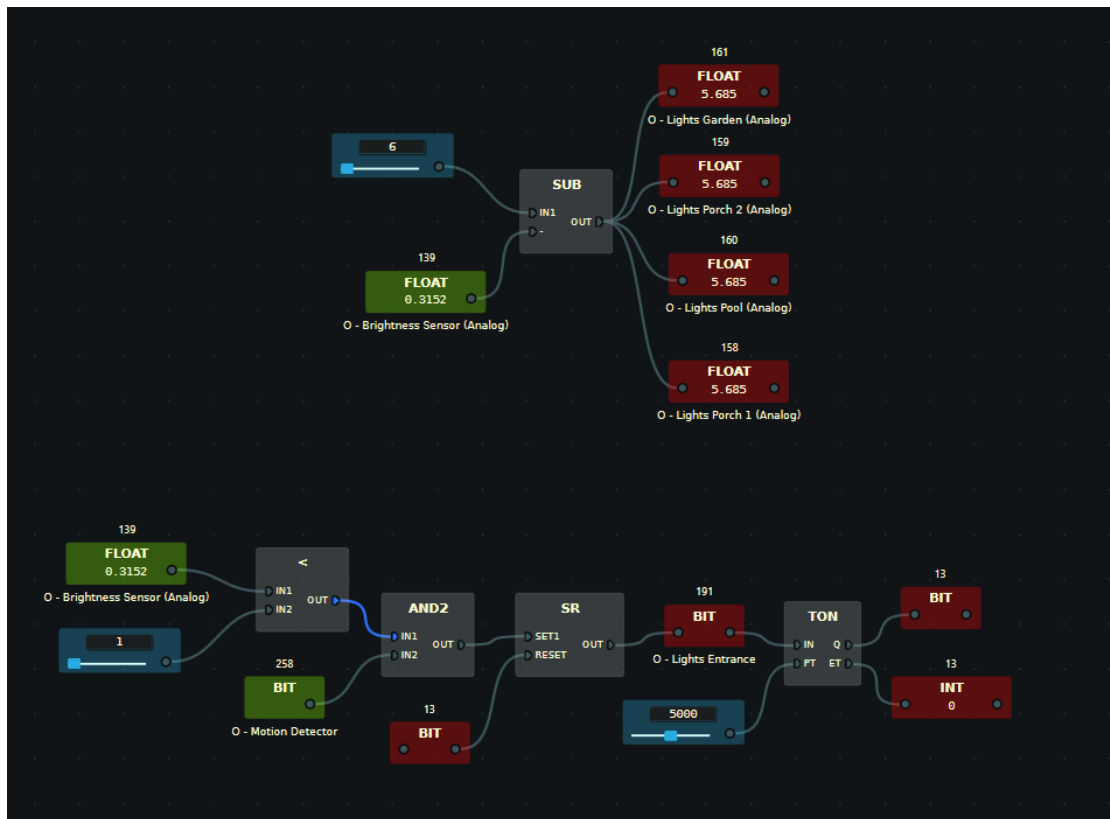 161
FLOAT
5.685
O - Lights Garden (Analog)
159
FLOAT
5.685
O - Lights Porch 2 (Analog)
6
SUB
IN1
-
OUT
139
FLOAT
0.3152
O - Brightness Sensor (Analog)
160
FLOAT
5.685
O - Lights Pool (Analog)
158
FLOAT
5.685
O - Lights Porch 1 (Analog)
139
FLOAT
0.3152
O - Brightness Sensor (Analog)
1
<
IN1
IN2
OUT
258
BIT
O - Motion Detector
AND2
IN1
IN2
OUT
13
BIT
SR
SET1
RESET
OUT
191
BIT
O - Lights Entrance
5000
TON
IN Q
PT ET
13
BIT
13
INT
0